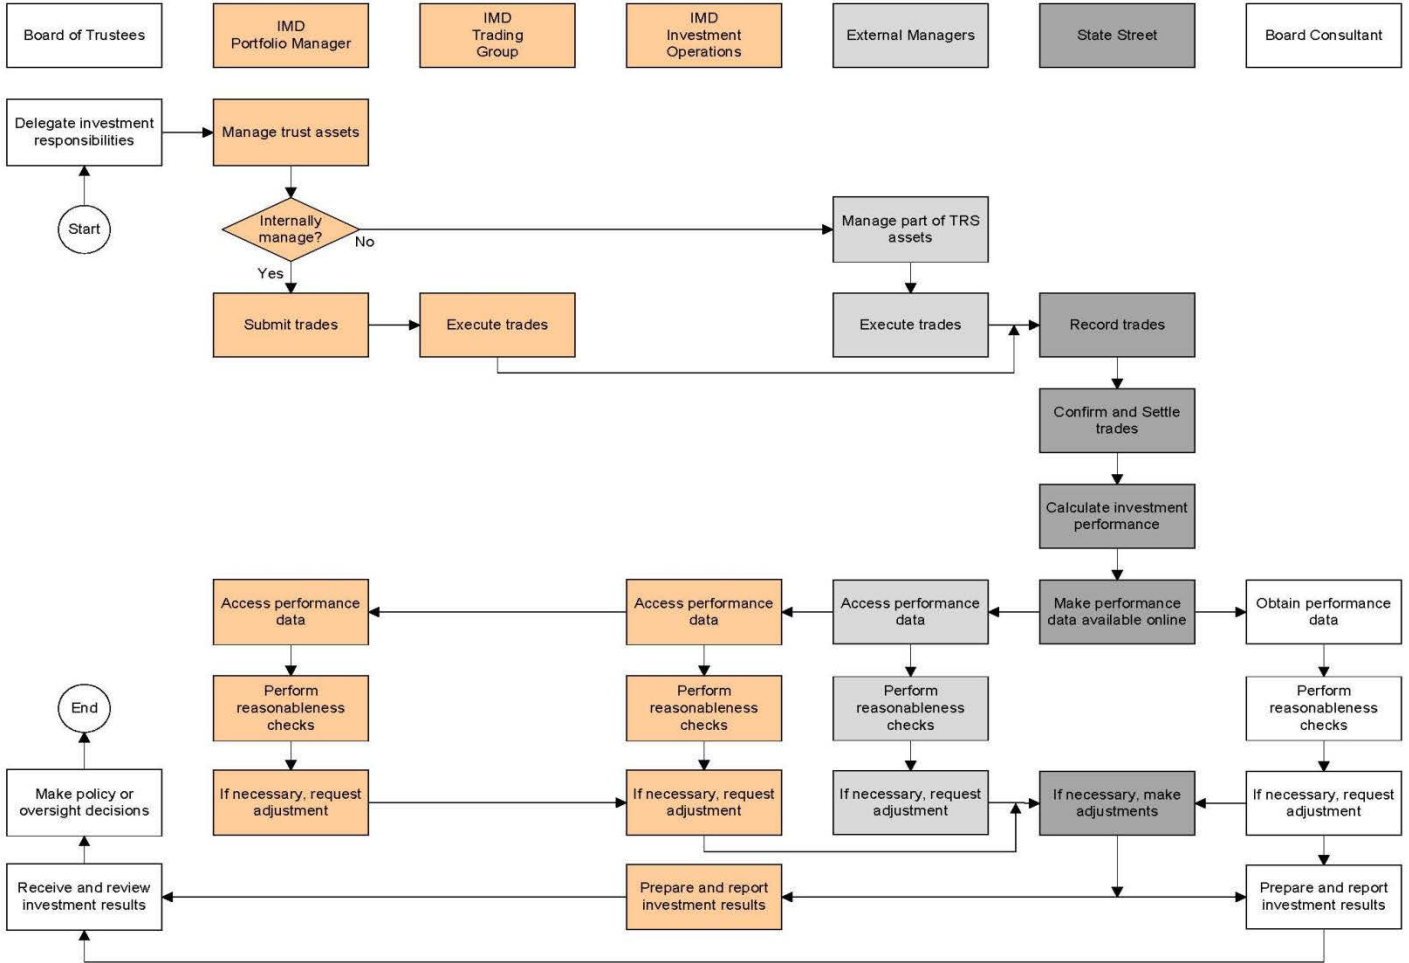 Board of Trustees
IMD
Portfolio Manager
IMD
Trading
Group
IMD
Investment
Operations
External Managers
State Street
Board Consultant
Delegate investment
responsibilities
Manage trust assets
Start
Internally
manage?
No
Yes
Manage part of TRS
assets
Submit trades
Execute trades
Execute trades
Record trades
Confirm and Settle
trades
Calculate investment
performance
Access performance
data
Access performance
data
Access performance
data
Make performance
data available online
Obtain performance
data
End
Perform
reasonableness
checks
Perform
reasonableness
checks
Perform
reasonableness
checks
Perform
reasonableness
checks
Make policy or
oversight decisions
If necessary, request
adjustment
If necessary, request
adjustment
If necessary, request
adjustment
If necessary, make
adjustments
If necessary, request
adjustment
Receive and review
investment results
Prepare and report
investment results
Prepare and report
investment results